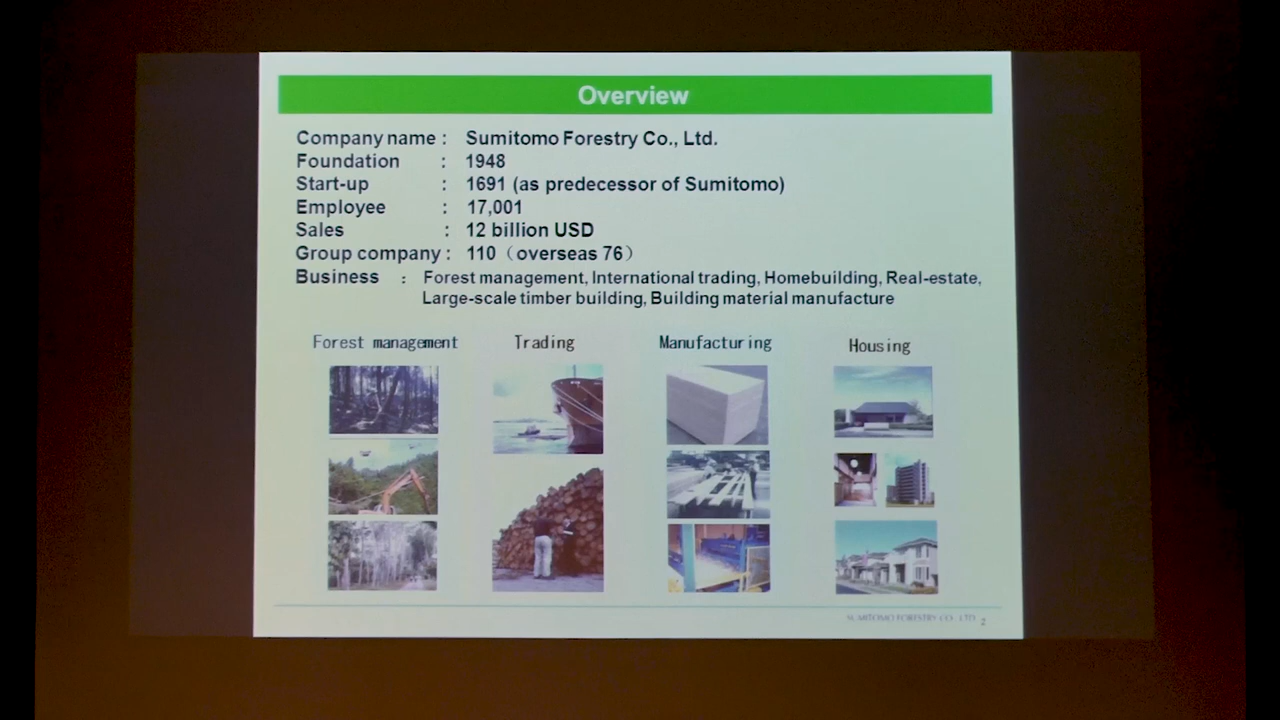 Overview
Company name : Sumitomo Forestry Co., Ltd.
Foundation : 1948
Start-up : 1691 (as predecessor of Sumitomo)
Employee : 17,001
Sales : 12 billion USD
Group company : 110（overseas 76）
Business : Forest management, International trading, Homebuilding, Real-estate,
Large-scale timber building, Building material manufacture
Forest management Trading Manufacturing Housing
SUMITOMO FORESTRY CO., LTD. 2